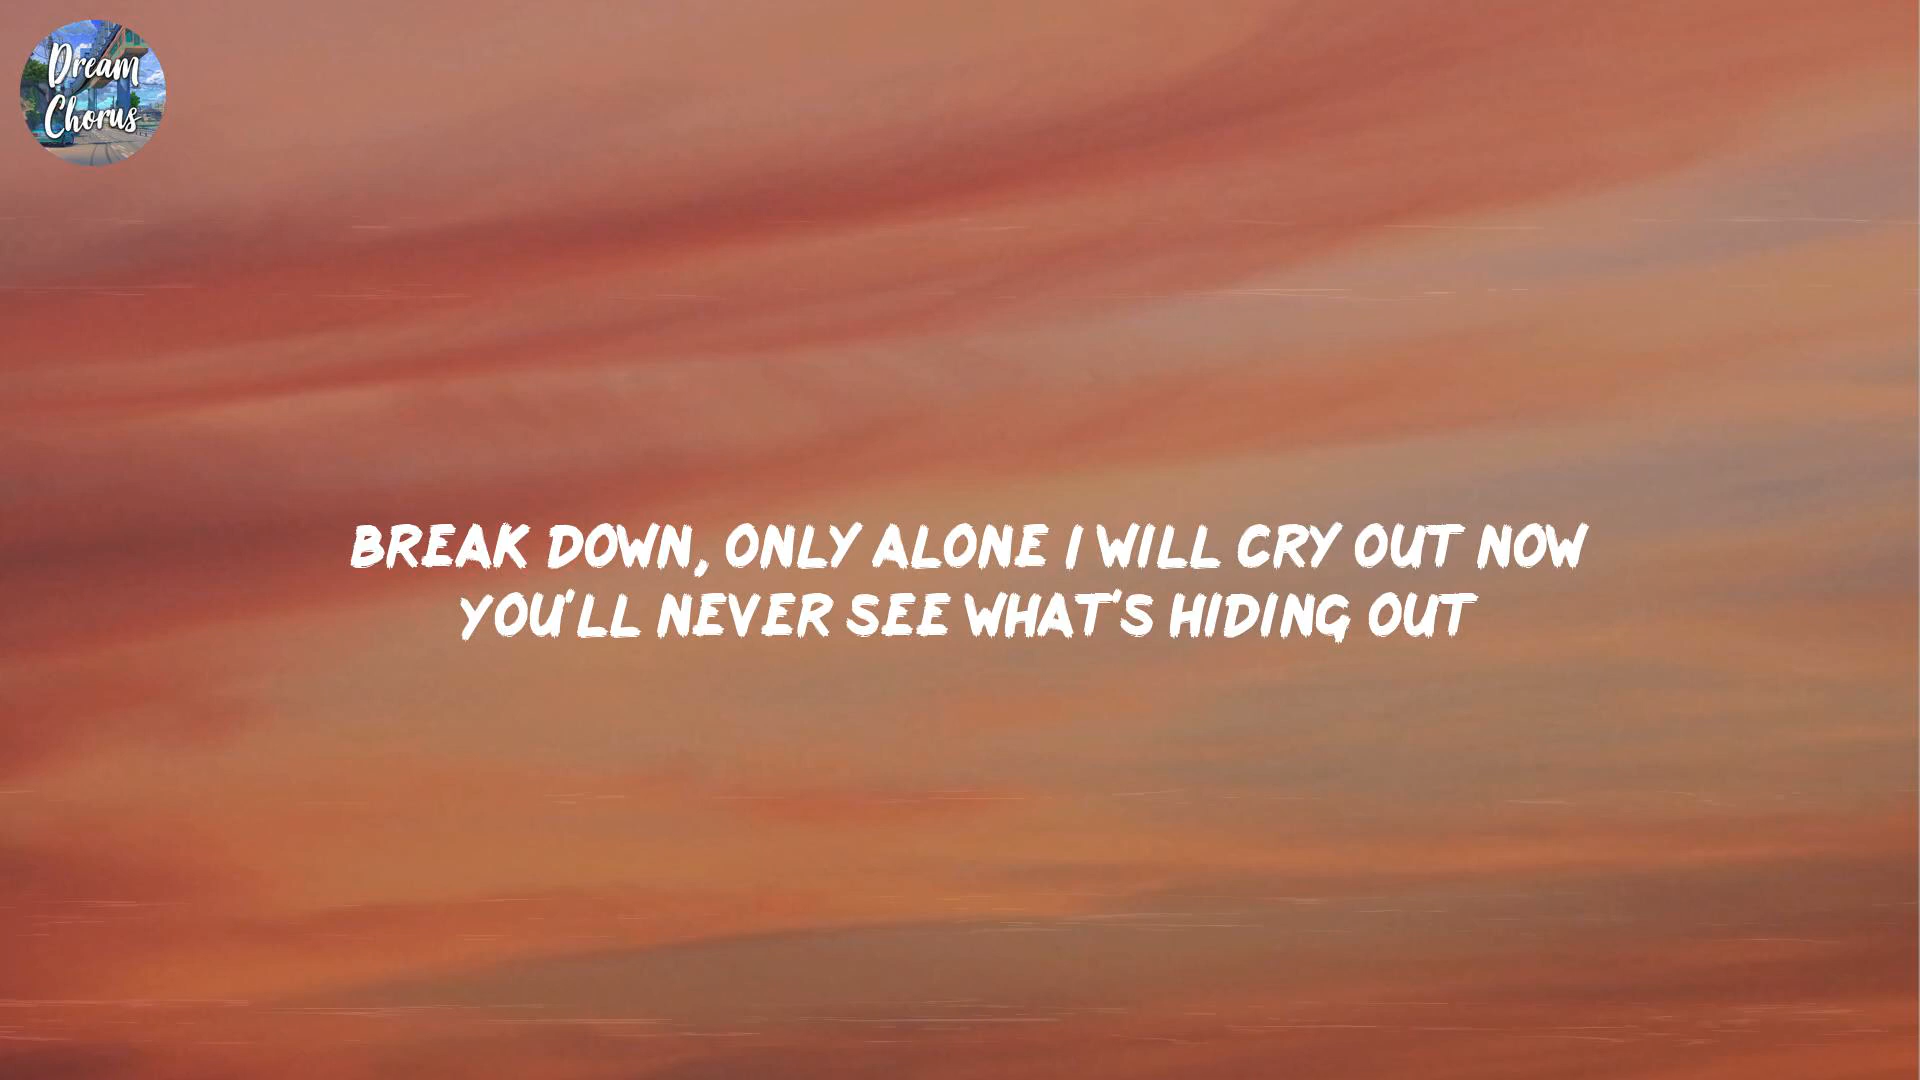 Dream
Chorus
BREAK DOWN, ONLY ALONE I WILL CRY OUT NOW
YOU'LL NEVER SEE WHAT'S HIDING OUT